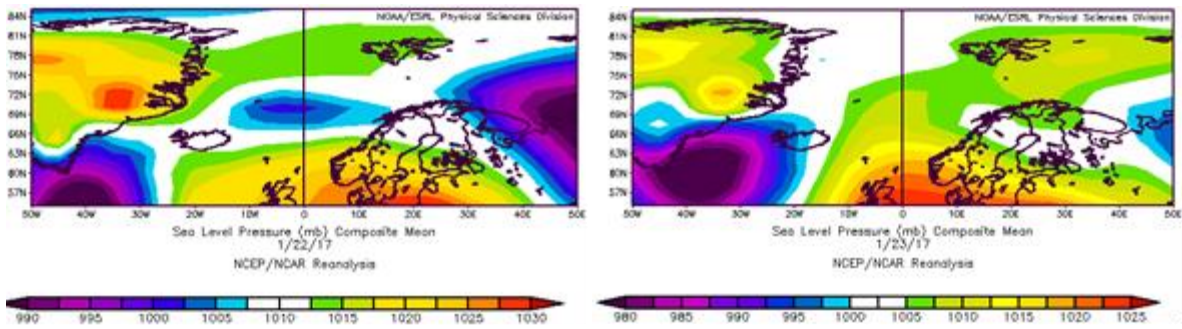 NOAA/ESRL Physical Sciences Division
84N
81N
78N
75N
72N
69N
66N
63N
60N
57N
50W 40W 30W 20W 10W 0 10E 20E 30E 40E 50E
Sea Level Pressure (mb) Composite Mean
1/22/17
NCEP/NCAR Reanalysis
990 995 1000 1005 1010 1015 1020 1025 1030
NOAA/ESRL Physical Sciences Division
84N
81N
78N
75N
72N
69N
66N
63N
60N
57N
50W 40W 30W 20W 10W 0 10E 20E 30E 40E 50E
Sea Level Pressure (mb) Composite Mean
1/23/17
NCEP/NCAR Reanalysis
980 985 990 995 1000 1005 1010 1015 1020 1025